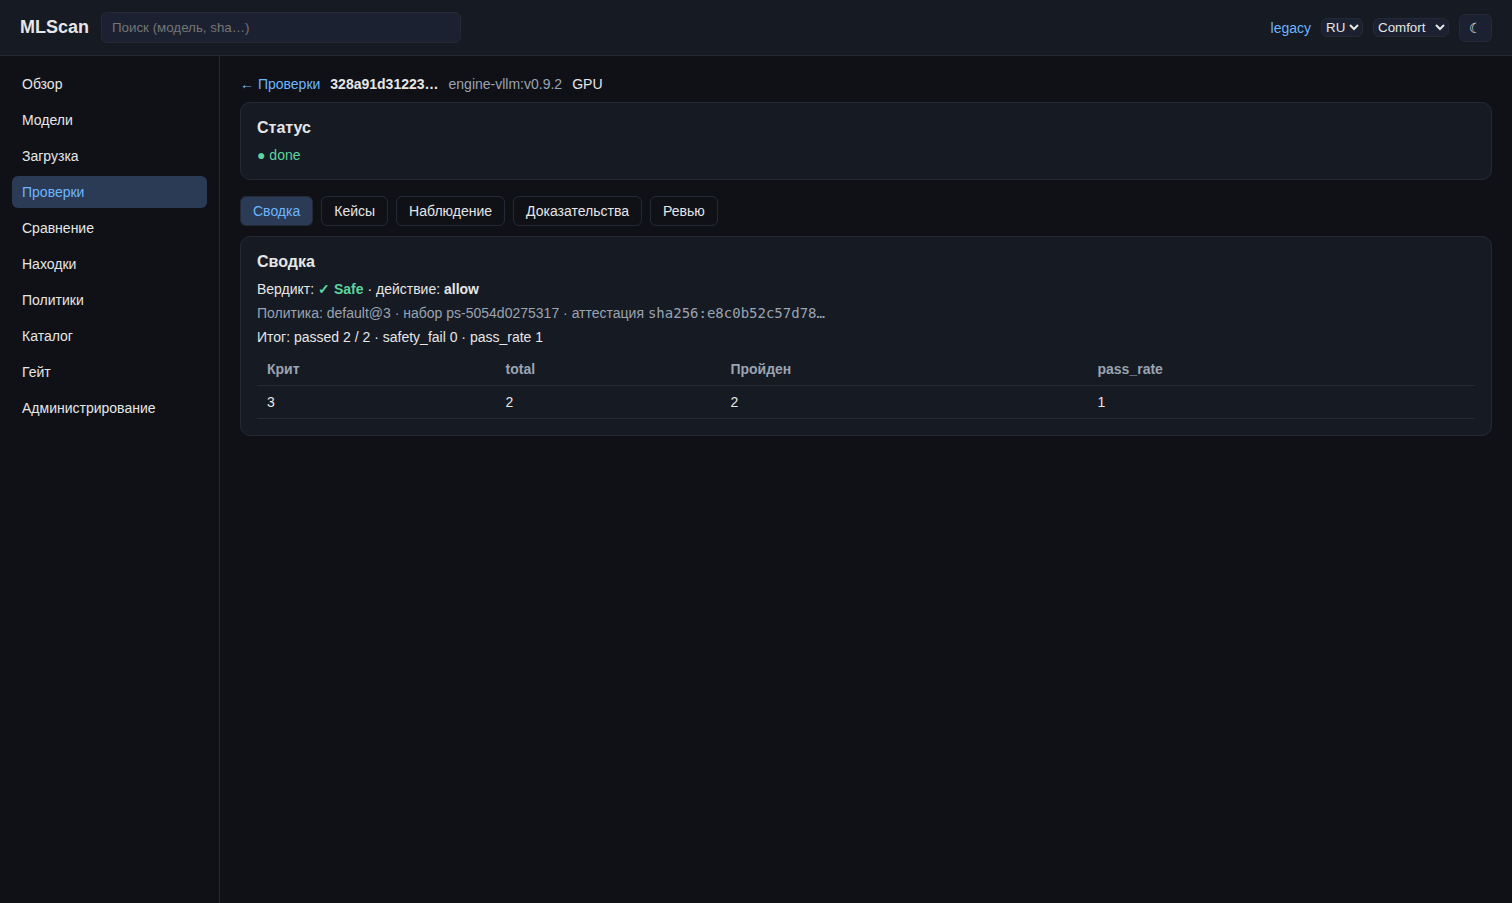 MLScan Поиск (модель, sha…) legacy RU Comfort ☾
Обзор
Модели
Загрузка
Проверки
Сравнение
Находки
Политики
Каталог
Гейт
Администрирование
← Проверки 328a91d31223… engine-vllm:v0.9.2 GPU
Статус
● done
Сводка Кейсы Наблюдение Доказательства Ревью
Сводка
Вердикт: ✓ Safe · действие: allow
Политика: default@3 · набор ps-5054d0275317 · аттестация sha256:e8c0b52c57d78…
Итог: passed 2 / 2 · safety_fail 0 · pass_rate 1
Крит total Пройден pass_rate
3 2 2 1